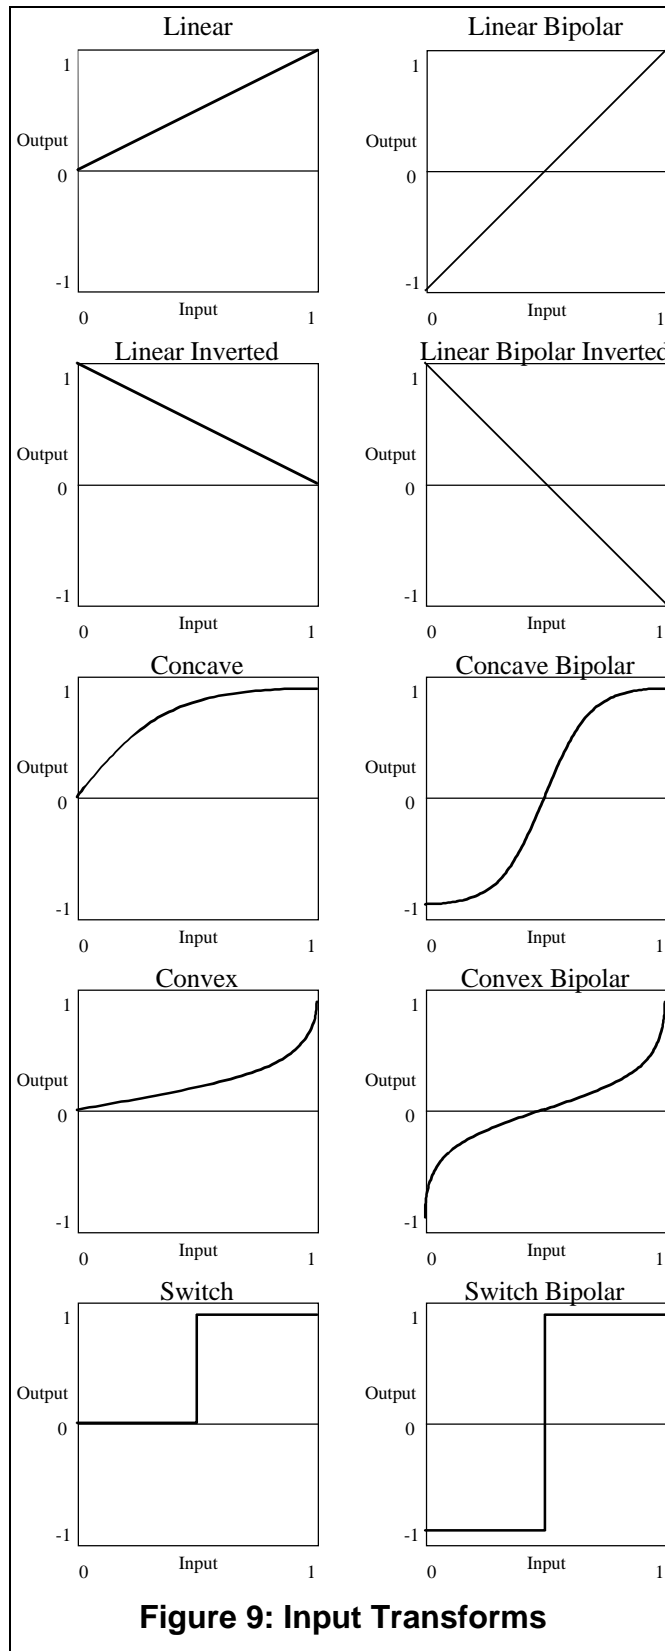 Linear
1
Output
0
-1
0
Input
1
Linear Bipolar
1
Output
0
-1
0
Input
1
Linear Inverted
1
Output
0
-1
0
Input
1
Linear Bipolar Inverted
1
Output
0
-1
0
Input
1
Concave
1
Output
0
-1
0
Input
1
Concave Bipolar
1
Output
0
-1
0
Input
1
Convex
1
Output
0
-1
0
Input
1
Convex Bipolar
1
Output
0
-1
0
Input
1
Switch
1
Output
0
-1
0
Input
1
Switch Bipolar
1
Output
0
-1
0
Input
1
Figure 9: Input Transforms